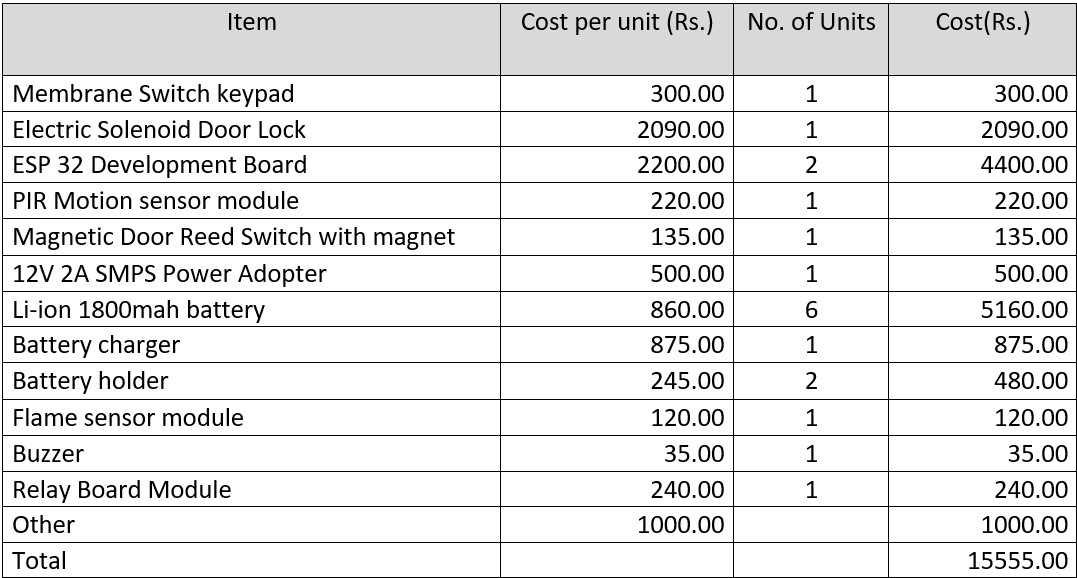 Item Cost per unit (Rs.) No. of Units Cost(Rs.)
Membrane Switch keypad 300.00 1 300.00
Electric Solenoid Door Lock 2090.00 1 2090.00
ESP 32 Development Board 2200.00 2 4400.00
PIR Motion sensor module 220.00 1 220.00
Magnetic Door Reed Switch with magnet 135.00 1 135.00
12V 2A SMPS Power Adopter 500.00 1 500.00
Li-ion 1800mah battery 860.00 6 5160.00
Battery charger 875.00 1 875.00
Battery holder 245.00 2 480.00
Flame sensor module 120.00 1 120.00
Buzzer 35.00 1 35.00
Relay Board Module 240.00 1 240.00
Other 1000.00 1000.00
Total 15555.00